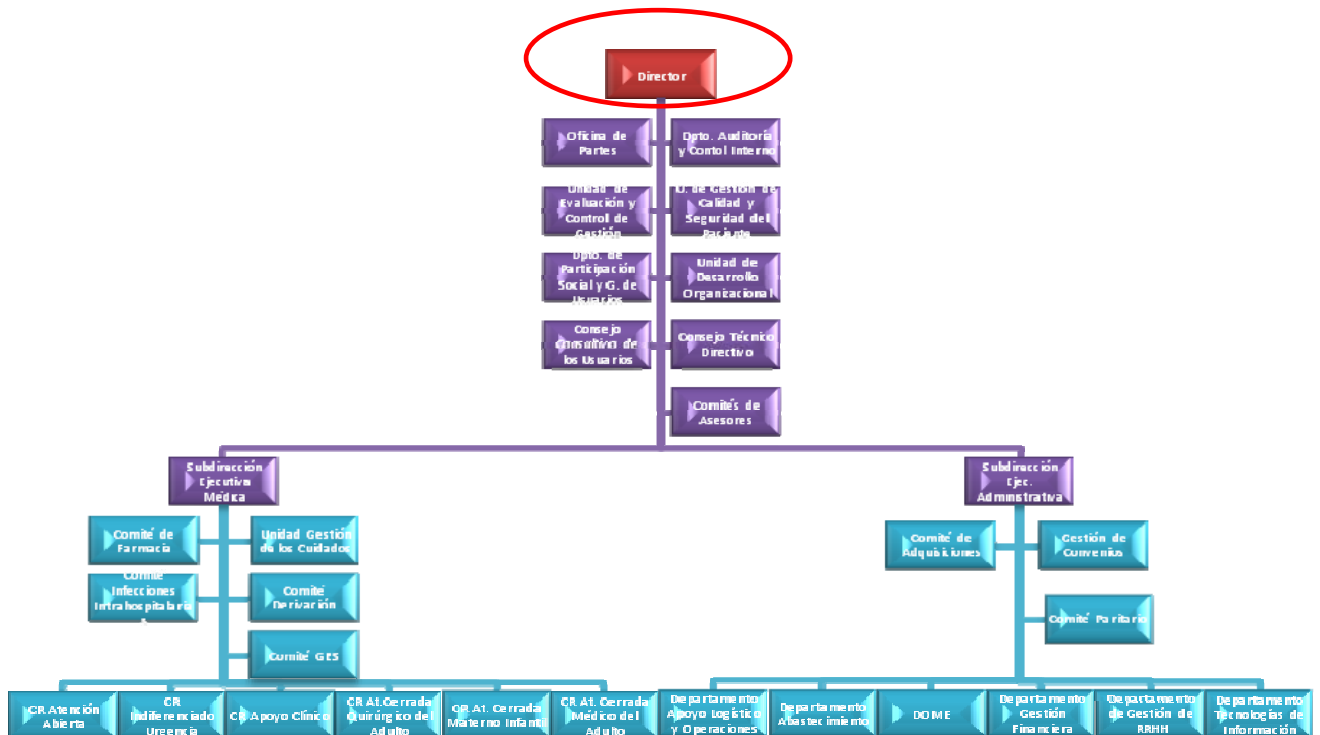 Director
Oficina de
Partes
Dpto. Auditoría
y Contol Interno
Unidad de
Evaluación y
Control de
Gestión
U. de Gestión de
Calidad y
Seguridad del
Paciente
Dpto. de
Participación
Social y G. de
Usuarios
Unidad de
Desarrollo
Organizacional
Consejo
Consultivo de
los Usuarios
Consejo Técnico
Directivo
Comités de
Asesores
Subdirección
Ejecutiva
Médica
Subdirección
Ejec.
Administrativa
Comité de
Farmacia
Unidad Gestión
de los Cuidados
Comité
Infecciones
Intrahospitalaria
s
Comité
Derivación
Comité GES
Comité de
Adquisiciones
Gestión de
Convenios
Comité Paritario
CR Atención
Abierta
CR
Indiferenciado
Urgencia
CR Apoyo Clínico
CR At.Cerrada
Quirúrgico del
Adulto
CR At. Cerrada
Materno Infantil
CR At. Cerrada
Médico del
Adulto
Departamento
Apoyo Logístico
y Operaciones
Departamento
Abastecimiento
DOME
Departamento
Gestión
Financiera
Departamento
de Gestión de
RRHH
Departamento
Tecnologías de
Información